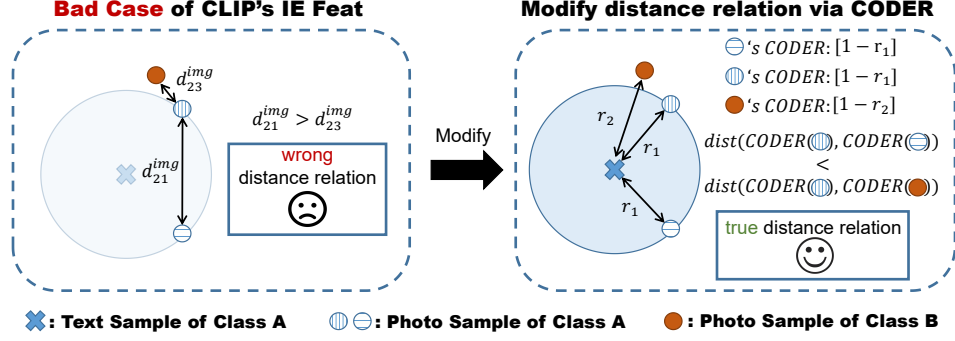 Bad Case of CLIP's IE Feat
d_{23}^{img}
d_{21}^{img}
d_{21}^{img} > d_{23}^{img}
wrong
distance relation
Modify
Modify distance relation via CODER
r_2
r_1
r_1
's CODER: [1 − r_1]
's CODER: [1 − r_1]
's CODER: [1 − r_2]
dist(CODER(), CODER())
<
dist(CODER(), CODER())
true distance relation
: Text Sample of Class A
: Photo Sample of Class A
: Photo Sample of Class B